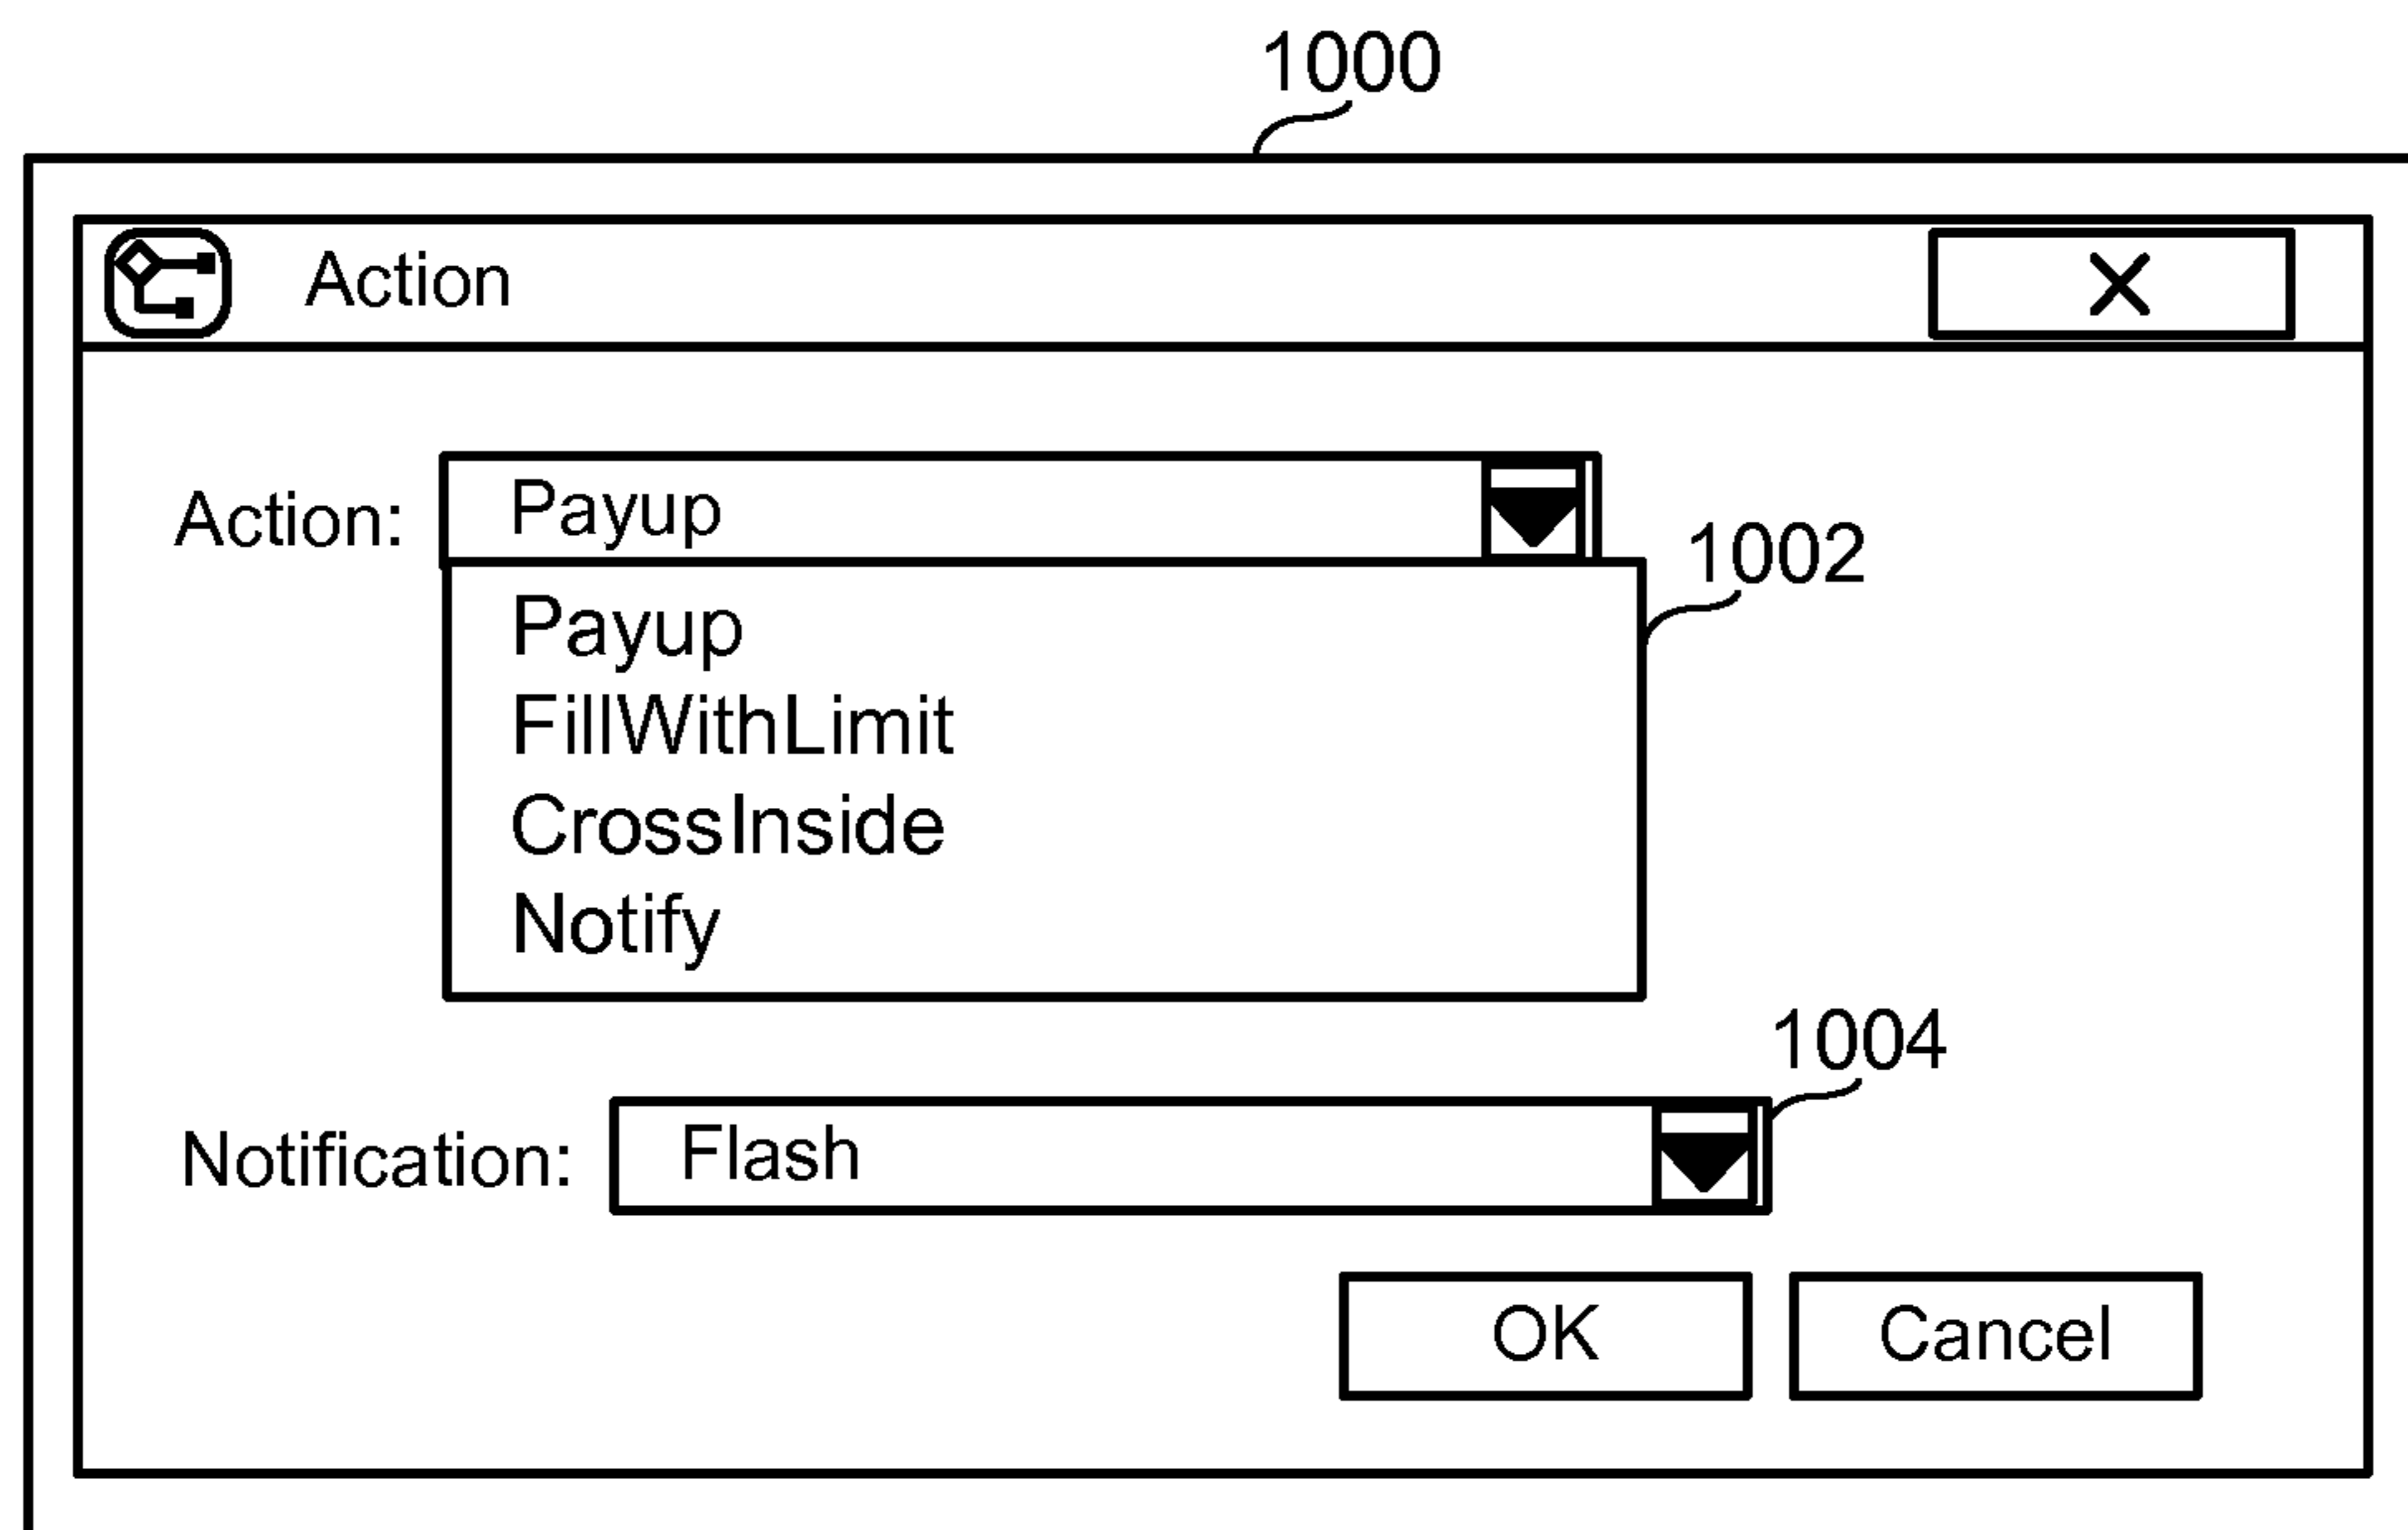 1000
Action
X
Action: Payup
1002
Payup
FillWithLimit
CrossInside
Notify
1004
Notification: Flash
OK Cancel